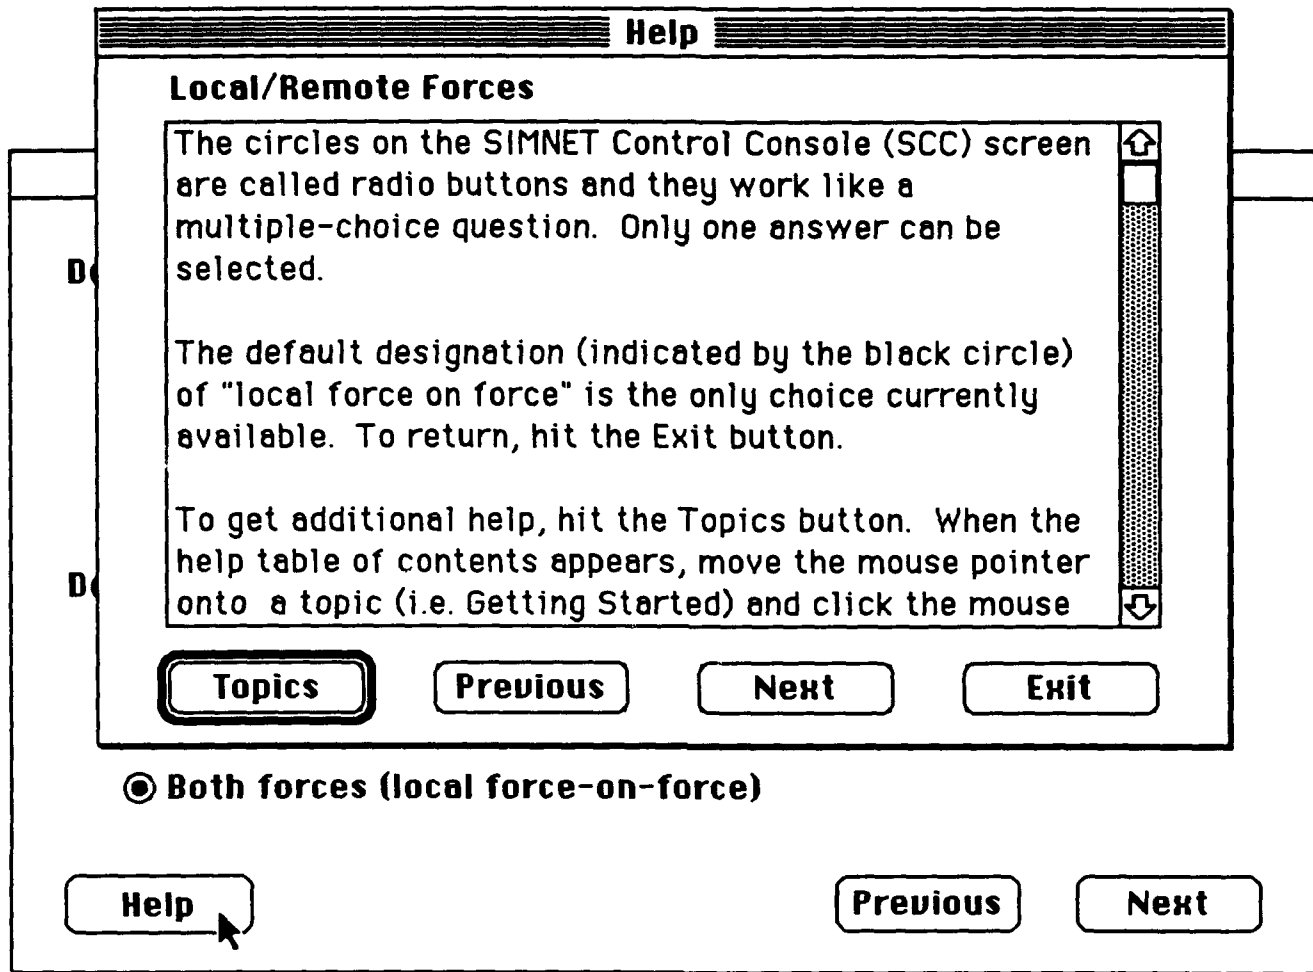 Help
Local/Remote Forces
The circles on the SIMNET Control Console (SCC) screen
are called radio buttons and they work like a
multiple-choice question. Only one answer can be
selected.
The default designation (indicated by the black circle)
of "local force on force" is the only choice currently
available. To return, hit the Exit button.
To get additional help, hit the Topics button. When the
help table of contents appears, move the mouse pointer
onto a topic (i.e. Getting Started) and click the mouse
Topics
Previous
Next
Exit
Both forces (local force-on-force)
Help
Previous
Next